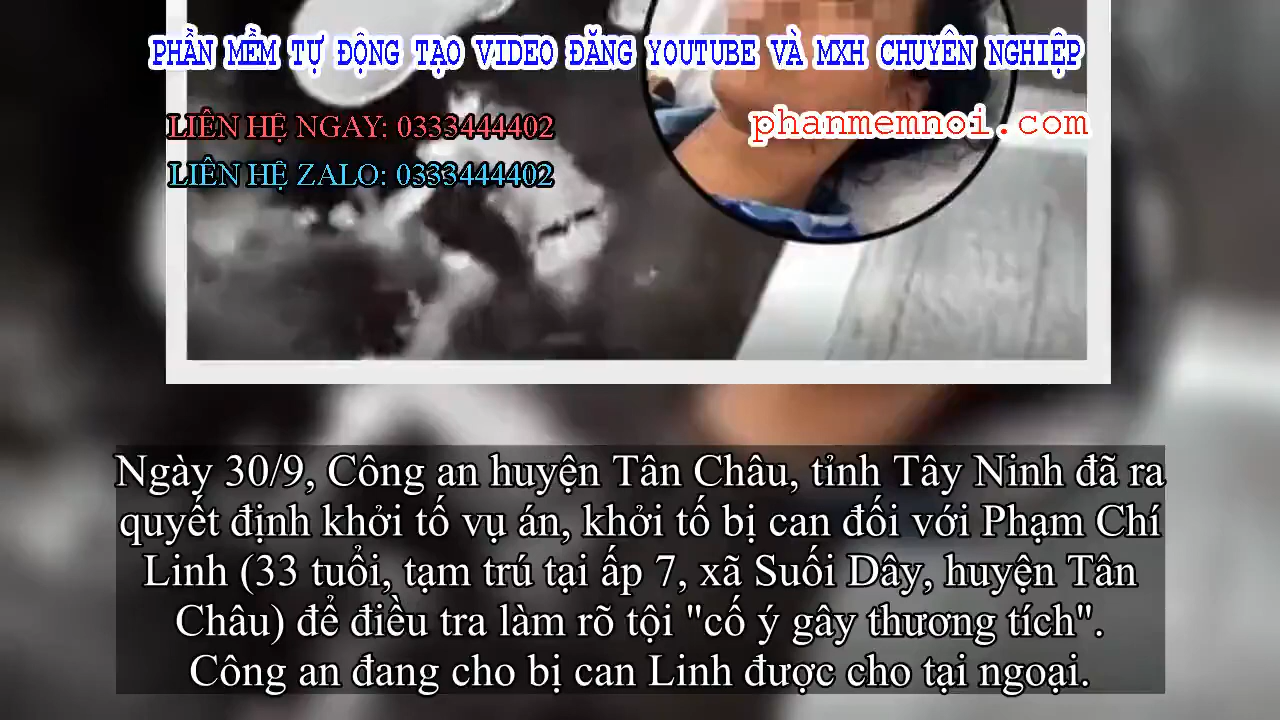 PHẦN MỀM TỰ ĐỘNG TẠO VIDEO ĐĂNG YOUTUBE VÀ MXH CHUYÊN NGHIỆP
LIÊN HỆ NGAY: 0333444402
phanmemnoi.com
LIÊN HỆ ZALO: 0333444402
Ngày 30/9, Công an huyện Tân Châu, tỉnh Tây Ninh đã ra
quyết định khởi tố vụ án, khởi tố bị can đối với Phạm Chí
Linh (33 tuổi, tạm trú tại ấp 7, xã Suối Dây, huyện Tân
Châu) để điều tra làm rõ tội "cố ý gây thương tích".
Công an đang cho bị can Linh được cho tại ngoại.